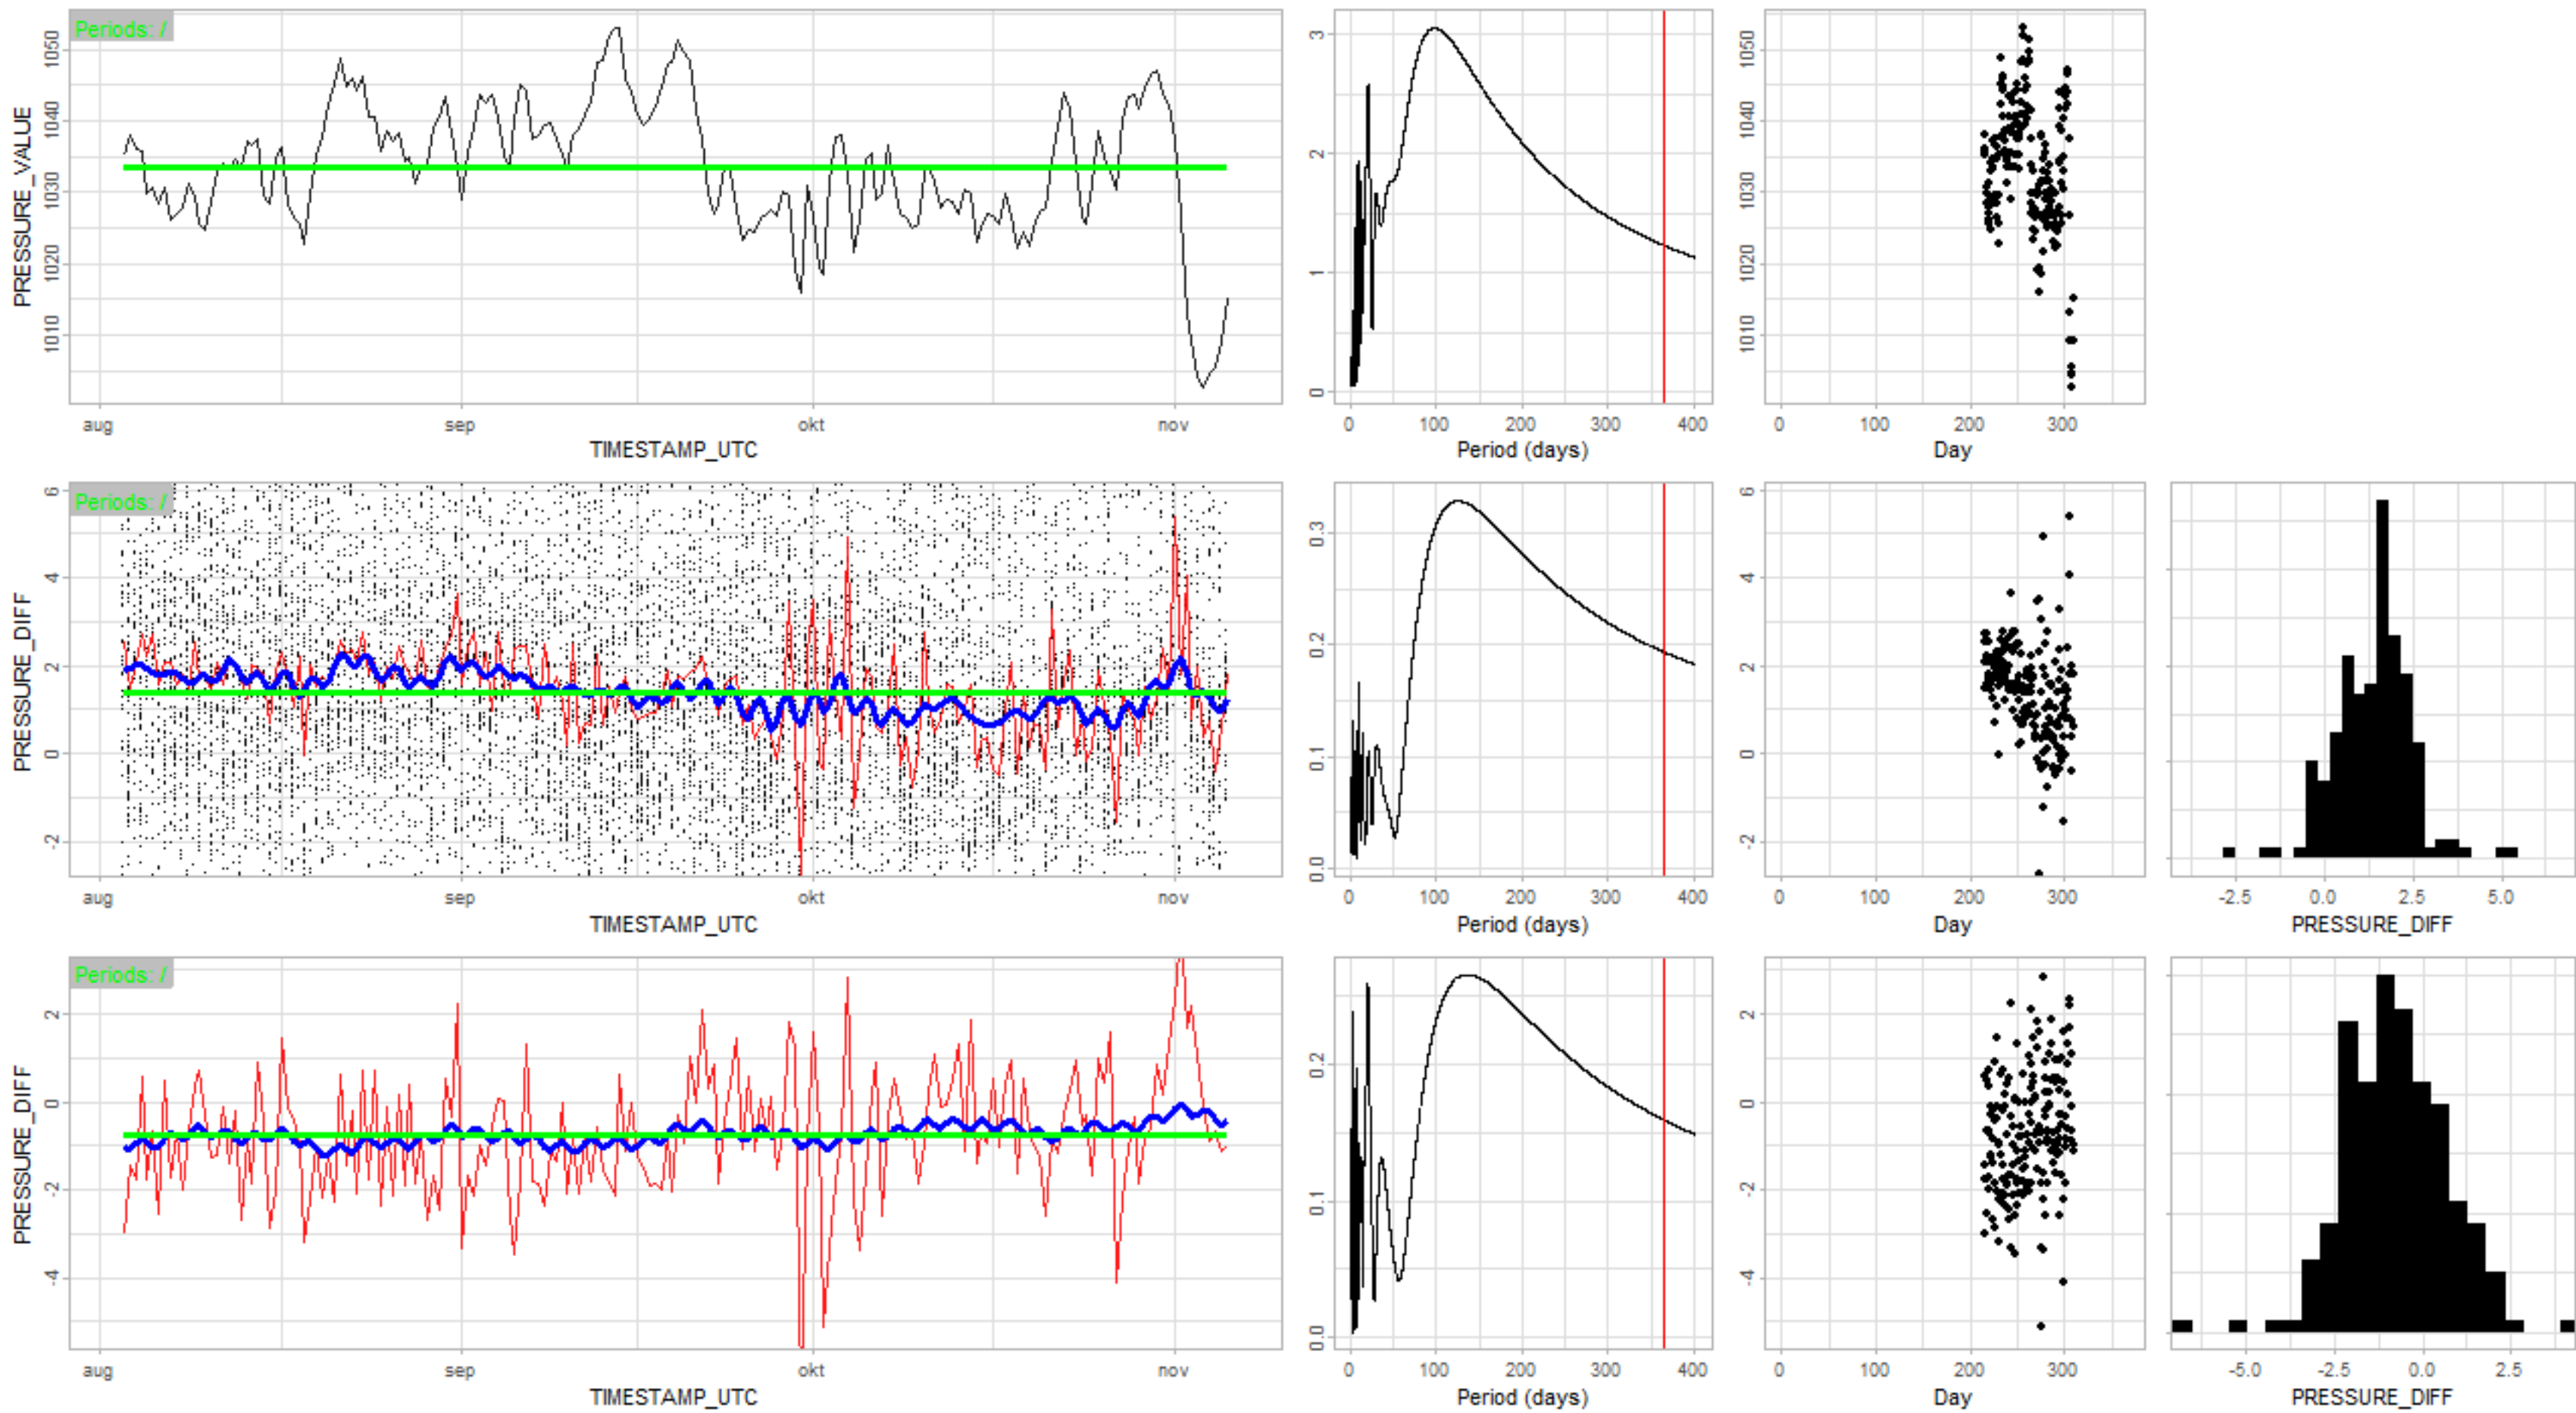 Periods: /
PRESSURE_VALUE
1050
1040
1030
1020
1010
aug sep okt nov
TIMESTAMP_UTC
3
2
1
0
0 100 200 300 400
Period (days)
1050
1040
1030
1020
1010
0 100 200 300
Day
Periods: /
PRESSURE_DIFF
6
4
2
0
-2
aug sep okt nov
TIMESTAMP_UTC
0.3
0.2
0.1
0.0
0 100 200 300 400
Period (days)
6
4
2
0
-2
0 100 200 300
Day
-2.5 0.0 2.5 5.0
PRESSURE_DIFF
Periods: /
PRESSURE_DIFF
2
0
-2
-4
aug sep okt nov
TIMESTAMP_UTC
0.2
0.1
0.0
0 100 200 300 400
Period (days)
2
0
-2
-4
0 100 200 300
Day
-5.0 -2.5 0.0 2.5
PRESSURE_DIFF